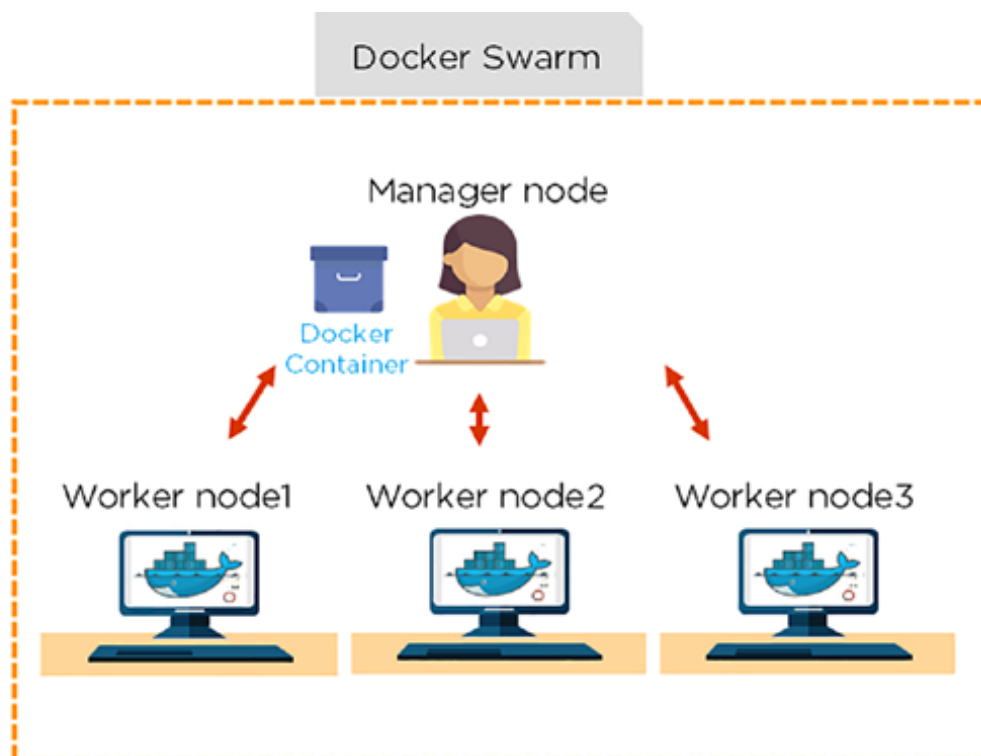 Docker Swarm
Manager node
Docker
Container
Worker node1
Worker node2
Worker node3